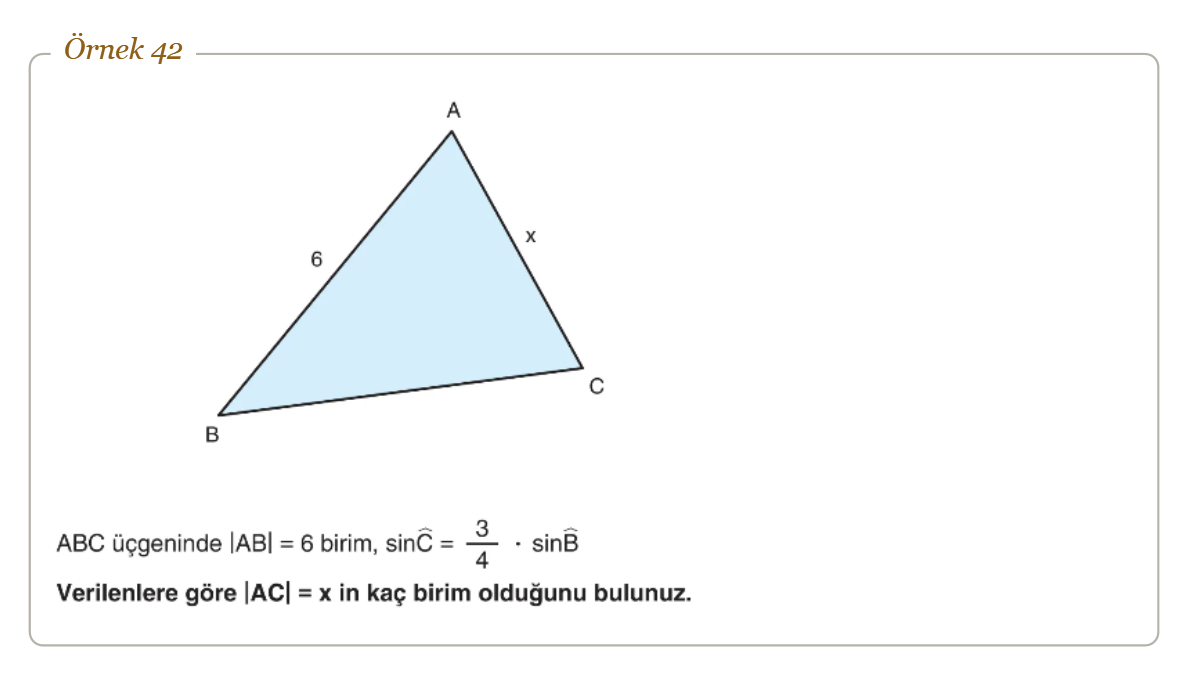 Örnek 42
A
x
6
C
B
ABC üçgeninde |AB| = 6 birim, sinĈ = 3/4 · sinB̂
Verilenlere göre |AC| = x in kaç birim olduğunu bulunuz.